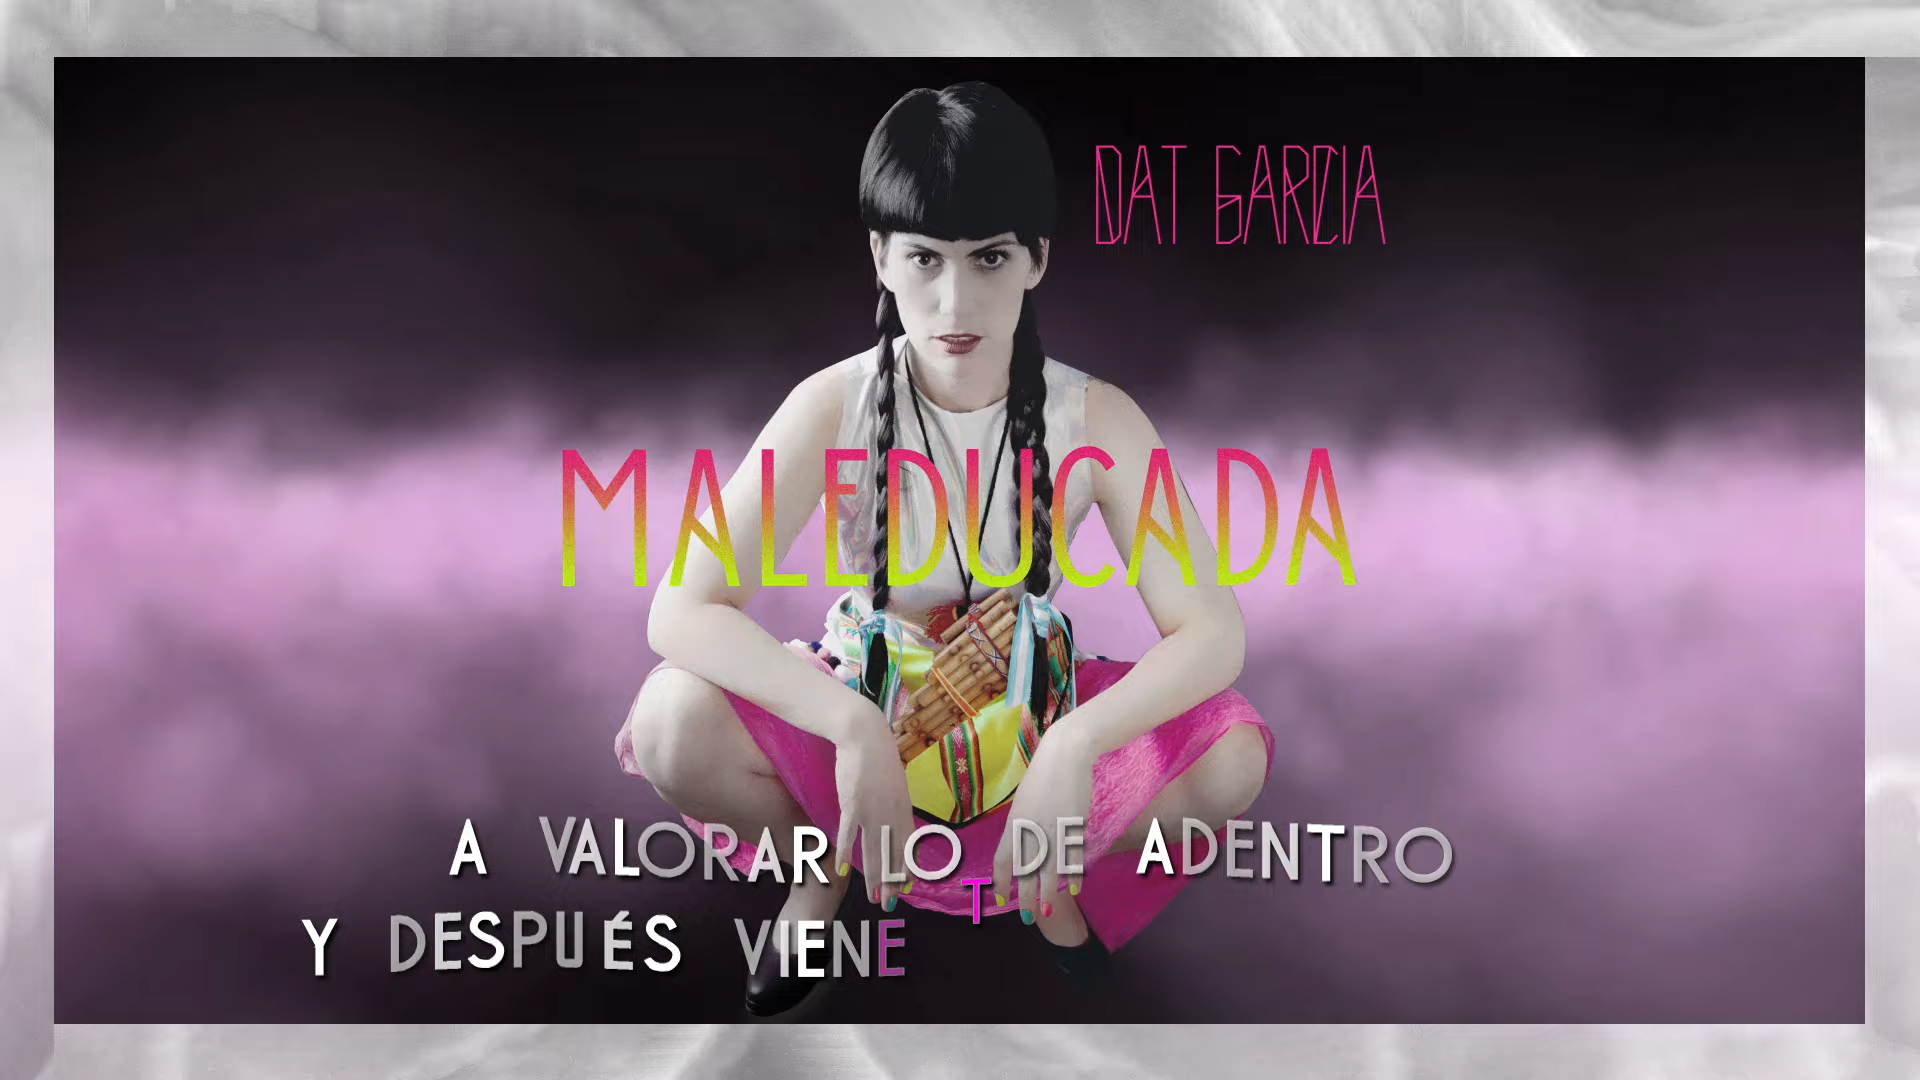 DAT GARCIA
MALEDUCADA
A VALORAR LO DE ADENTRO
Y DESPUÉS VIENE T